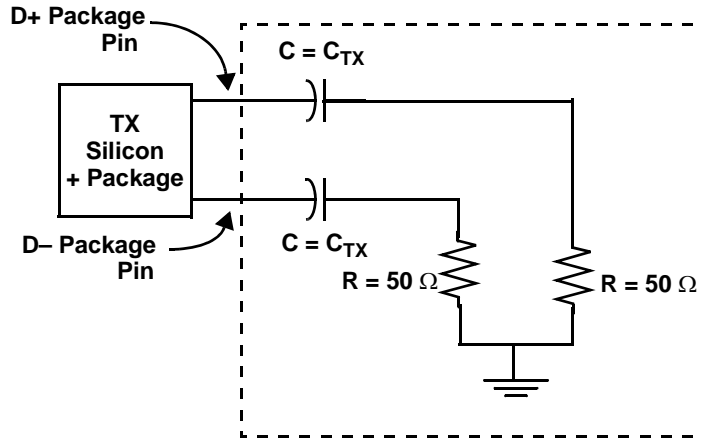 D+ Package
Pin
C = CTX
TX
Silicon
+ Package
D– Package
Pin
C = CTX
R = 50 Ω
R = 50 Ω